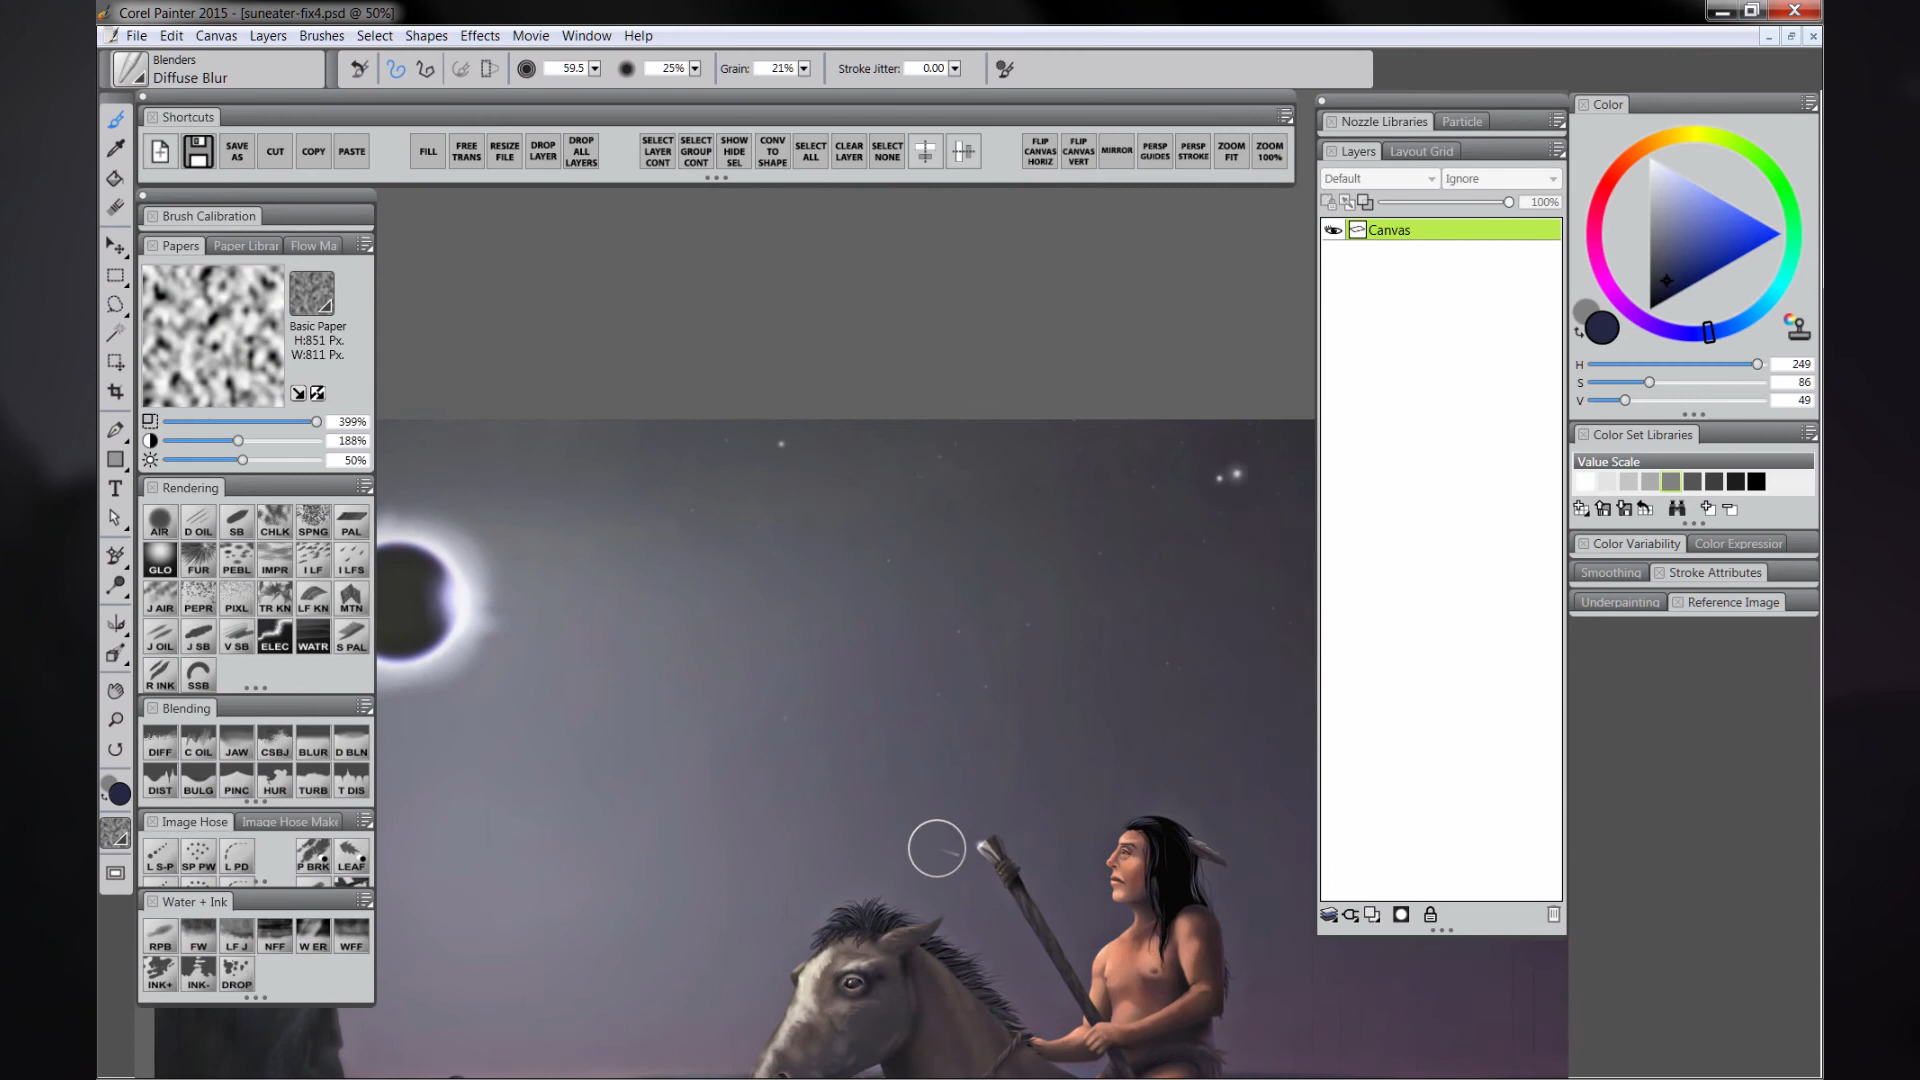 Corel Painter 2015 - [suneater-fix4.psd @ 50%]
File Edit Canvas Layers Brushes Select Shapes Effects Movie Window Help
Blenders
Diffuse Blur
59.5 25% Grain: 21% Stroke Jitter: 0.00
Shortcuts
SAVE AS
CUT
COPY
PASTE
FILL
FREE TRANS
RESIZE FILE
DROP LAYER
DROP ALL LAYERS
SELECT LAYER CONT
SELECT GROUP CONT
SHOW HIDE SEL
CONV TO SHAPE
SELECT ALL
CLEAR LAYER
SELECT NONE
FLIP CANVAS HORIZ
FLIP CANVAS VERT
MIRROR
PERSP GUIDES
PERSP STROKE
ZOOM FIT
ZOOM 100%
Brush Calibration
Papers Paper Librar Flow Ma
Basic Paper
H:851 Px.
W:811 Px.
399%
188%
50%
Rendering
AIR D OIL SB CHLK SPNG PAL
GLO FUR PEBL IMPR I LF I LFS
J AIR PEPR PIXL TR KN LF KN MTN
J OIL J SB V SB ELEC WATR S PAL
R INK SSB
Blending
DIFF C OIL JAW CSBJ BLUR D BLN
DIST BULG PINC HUR TURB T DIS
Image Hose Image Hose Make
L S-P SP PW L PD P BRK LEAF
Water + Ink
RPB FW LF J NFF W ER WFF
INK+ INK- DROP
Nozzle Libraries Particle
Layers Layout Grid
Default Ignore
100%
Canvas
Color
H 249
S 86
V 49
Color Set Libraries
Value Scale
Color Variability Color Expression
Smoothing Stroke Attributes
Underpainting Reference Image